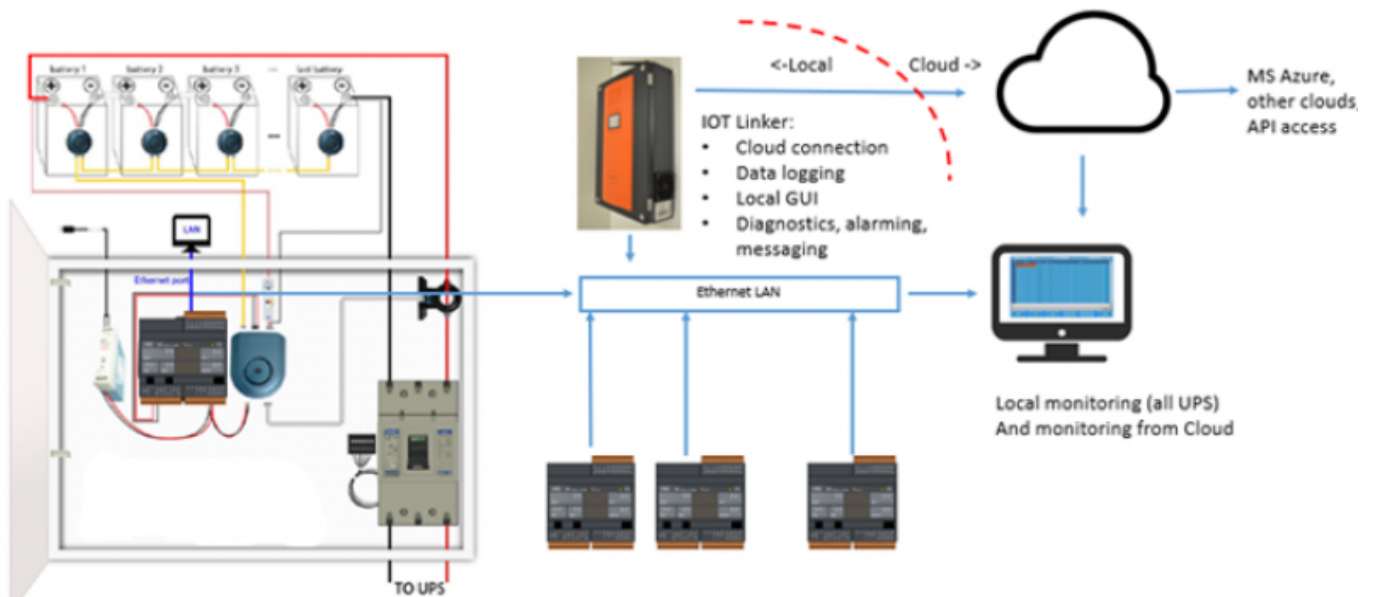 Battery 1
Battery 2
Battery 3
last battery
LAN
Ethernet port
TO UPS
<-Local
Cloud ->
IOT Linker:
• Cloud connection
• Data logging
• Local GUI
• Diagnostics, alarming,
messaging
Ethernet LAN
MS Azure,
other clouds,
API access
Local monitoring (all UPS)
And monitoring from Cloud